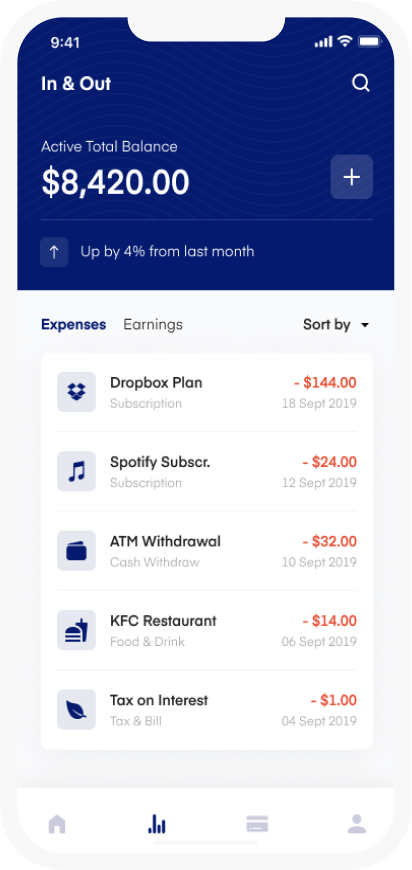 9:41
In & Out
Active Total Balance
$8,420.00
Up by 4% from last month
Expenses Earnings Sort by
Dropbox Plan - $144.00
Subscription 18 Sept 2019
Spotify Subscr. - $24.00
Subscription 12 Sept 2019
ATM Withdrawal - $32.00
Cash Withdraw 10 Sept 2019
KFC Restaurant - $14.00
Food & Drink 06 Sept 2019
Tax on Interest - $1.00
Tax & Bill 04 Sept 2019